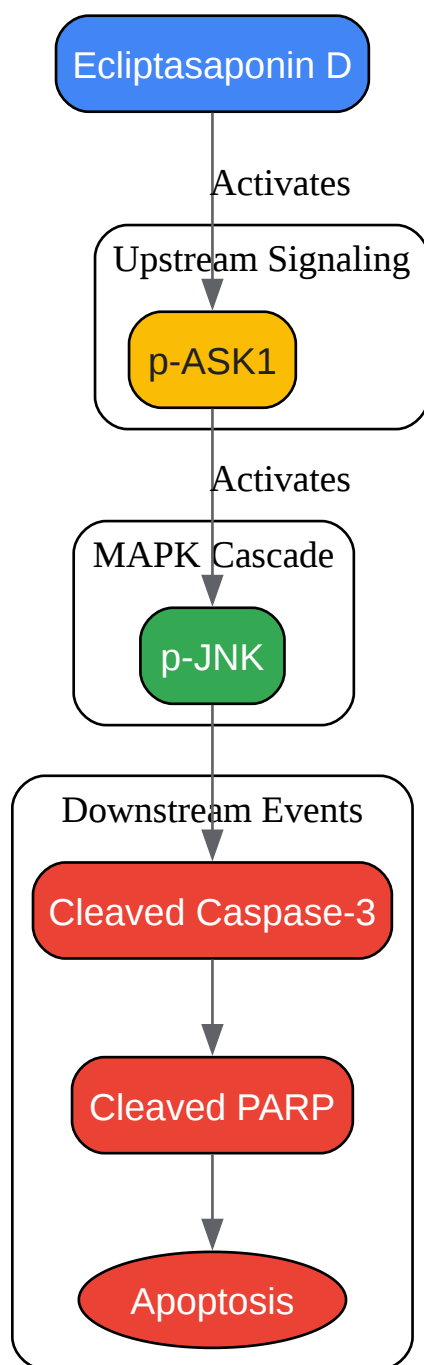 Ecliptasaponin D
Activates
Upstream Signaling
p-ASK1
Activates
MAPK Cascade
p-JNK
Downstream Events
Cleaved Caspase-3
Cleaved PARP
Apoptosis